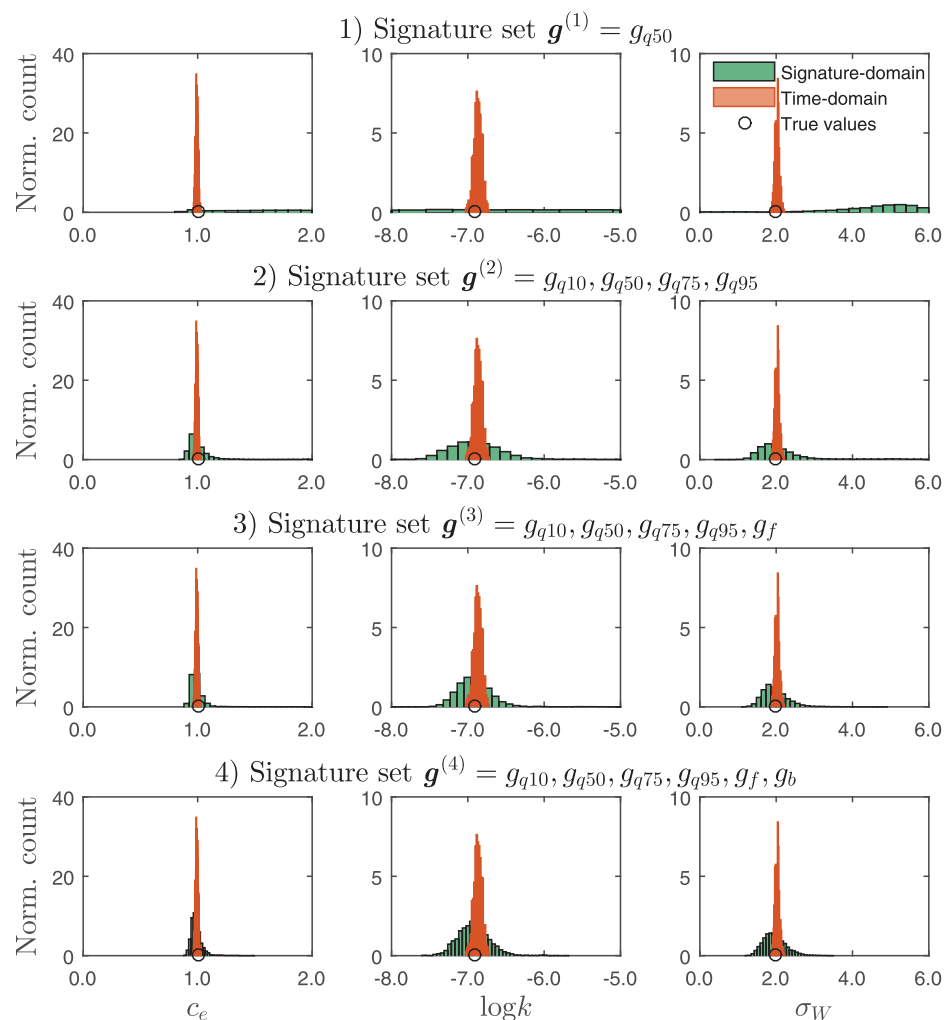 1) Signature set g^(1) = g_q50
Norm. count
40
20
0
0.0 1.0 2.0
10
5
0
-8.0 -7.0 -6.0 -5.0
10
5
0
0.0 2.0 4.0 6.0
Signature-domain
Time-domain
True values
2) Signature set g^(2) = g_q10, g_q50, g_q75, g_q95
Norm. count
40
20
0
0.0 1.0 2.0
10
5
0
-8.0 -7.0 -6.0 -5.0
10
5
0
0.0 2.0 4.0 6.0
3) Signature set g^(3) = g_q10, g_q50, g_q75, g_q95, g_f
Norm. count
40
20
0
0.0 1.0 2.0
10
5
0
-8.0 -7.0 -6.0 -5.0
10
5
0
0.0 2.0 4.0 6.0
4) Signature set g^(4) = g_q10, g_q50, g_q75, g_q95, g_f, g_b
Norm. count
40
20
0
0.0 1.0 2.0
c_e
10
5
0
-8.0 -7.0 -6.0 -5.0
logk
10
5
0
0.0 2.0 4.0 6.0
σ_W